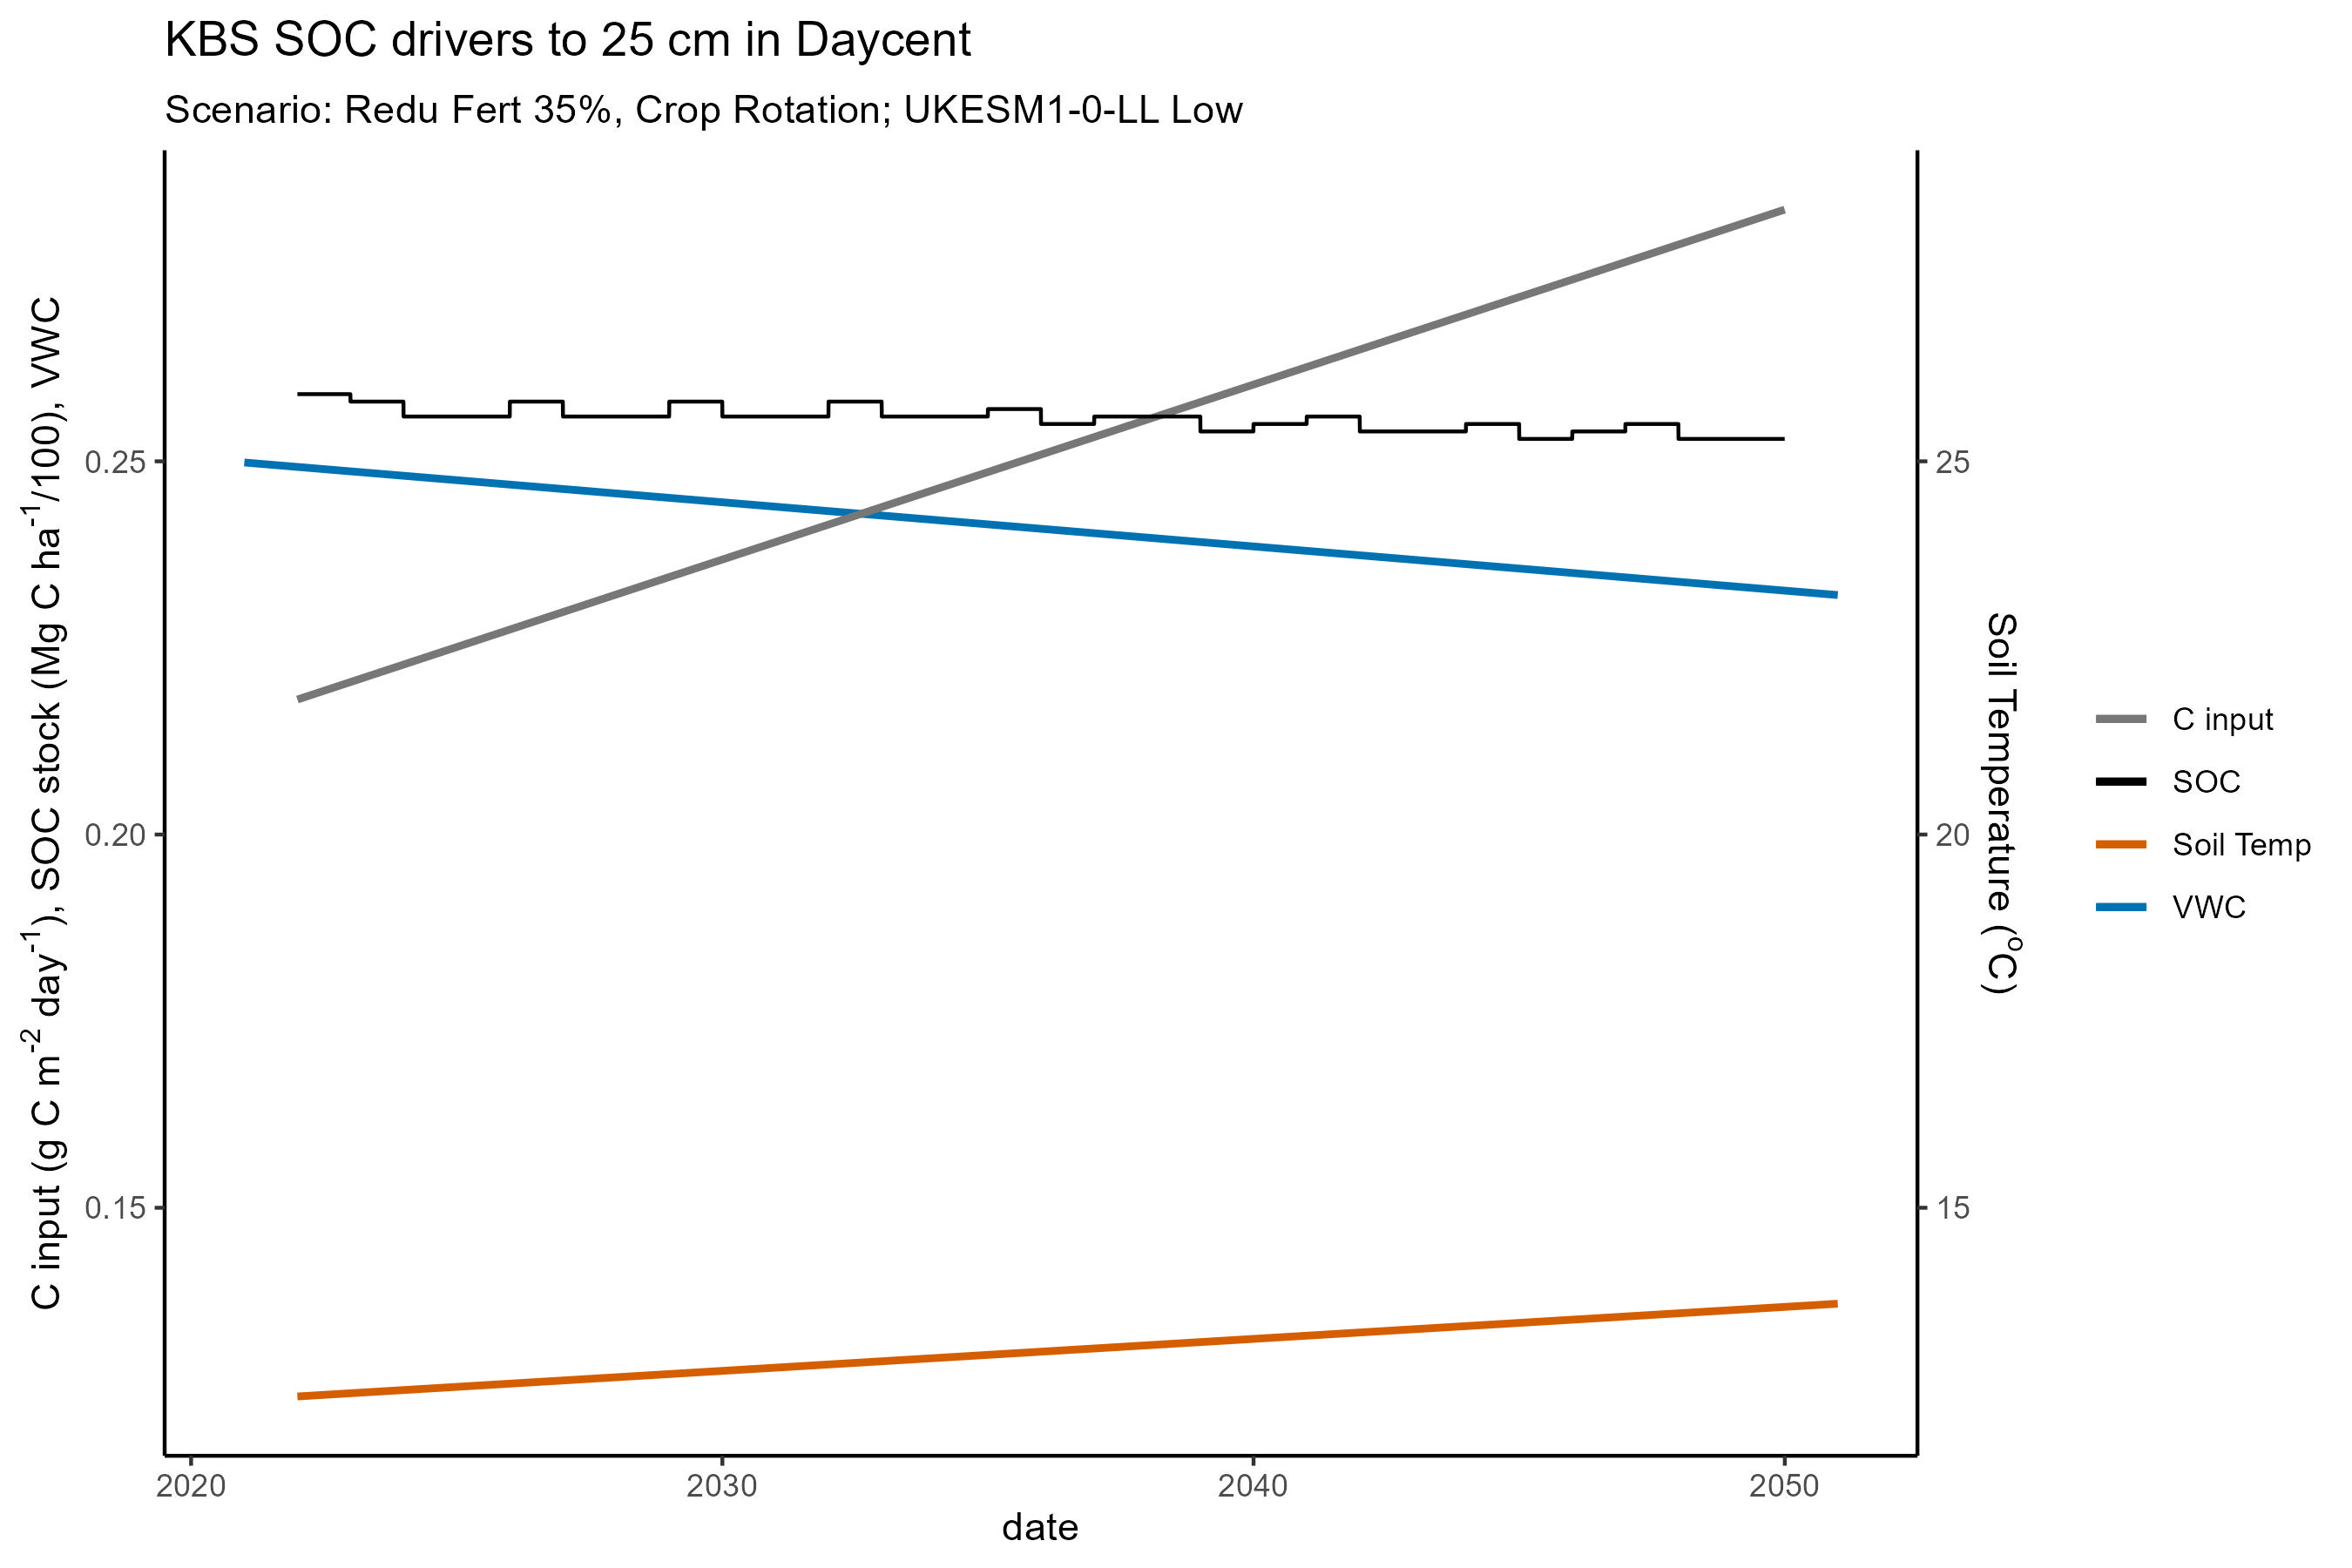 KBS SOC drivers to 25 cm in Daycent
Scenario: Redu Fert 35%, Crop Rotation; UKESM1-0-LL Low
C input (g C m⁻² day⁻¹), SOC stock (Mg C ha⁻¹/100), VWC
0.25
0.20
0.15
2020
2030
2040
2050
date
25
20
15
Soil Temperature (ºC)
C input
SOC
Soil Temp
VWC